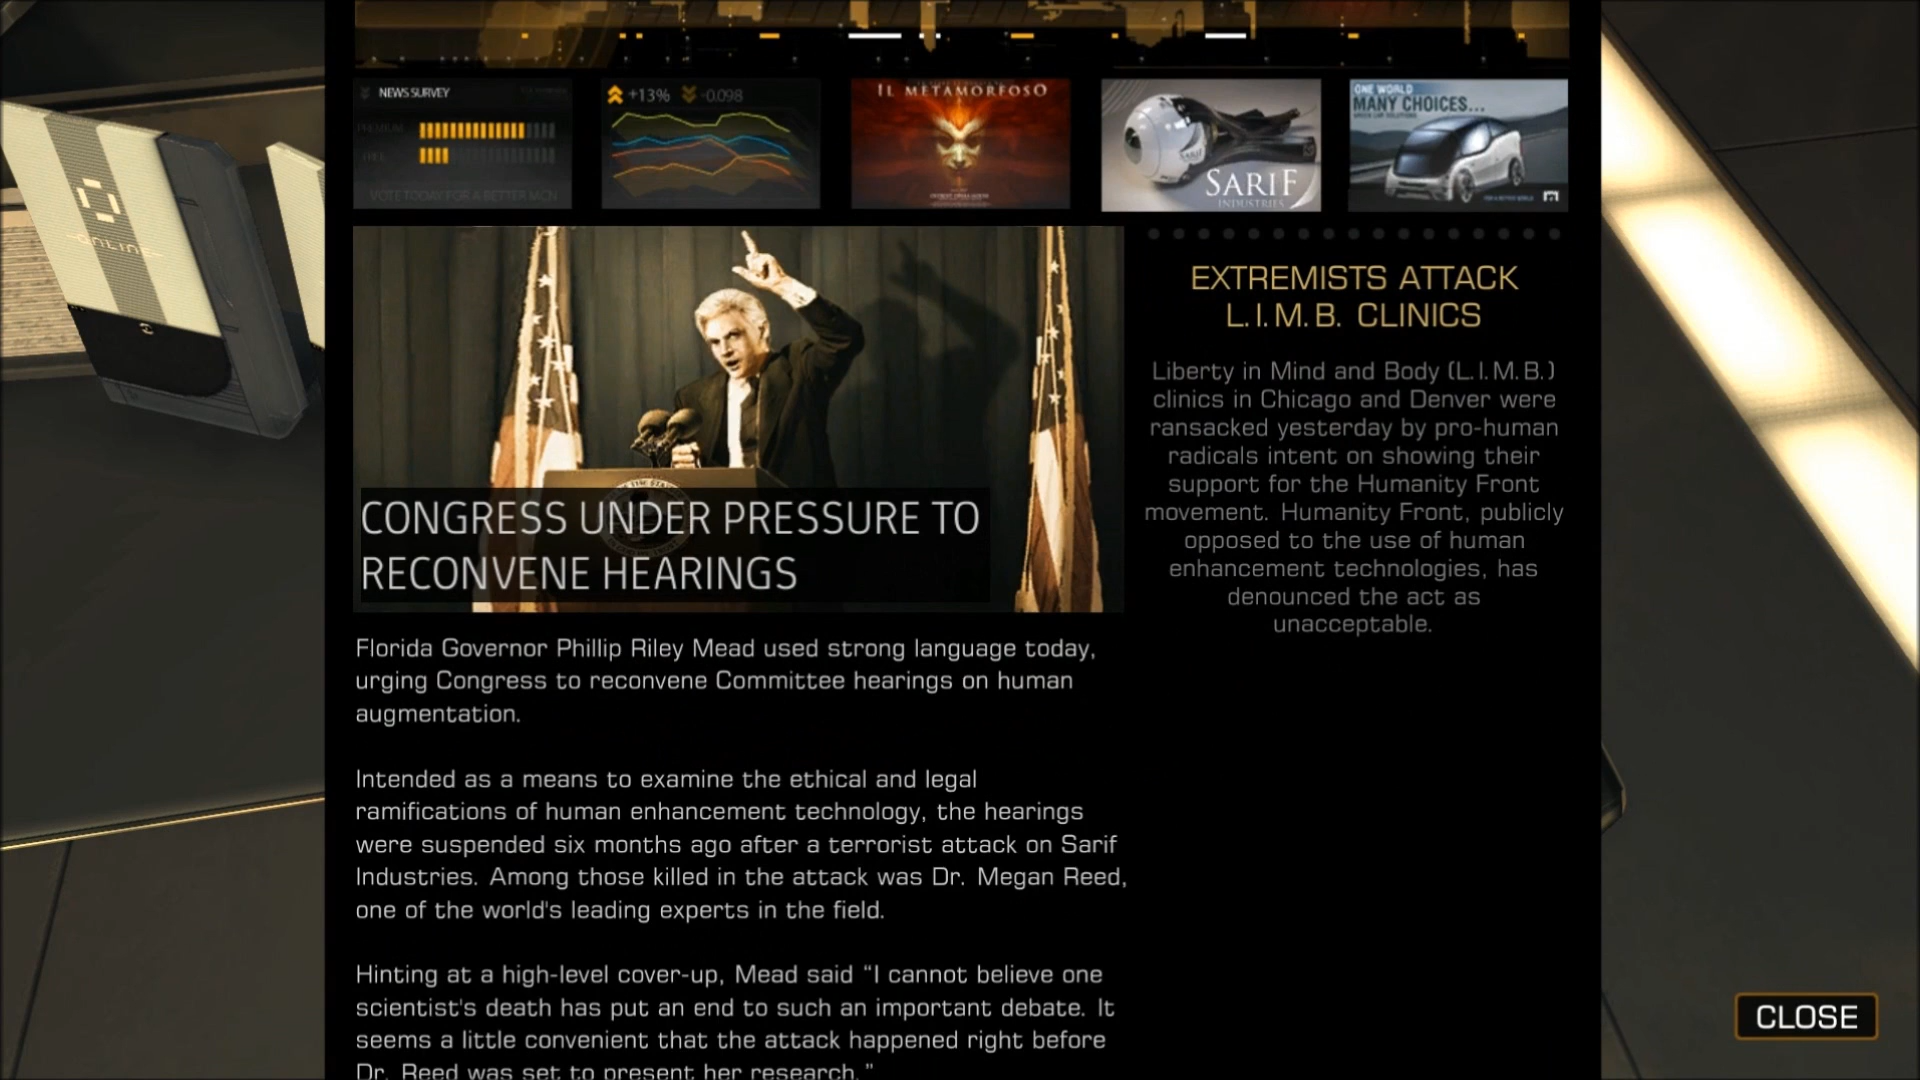 NEWS SURVEY
PREMIUM
FREE
VOTE TODAY FOR A BETTER MCN
+13% -0.098
IL METAMORFOSO
SARIF
INDUSTRIES
ONE WORLD
MANY CHOICES...
EXTREMISTS ATTACK
L.I.M.B. CLINICS
Liberty in Mind and Body (L.I.M.B.)
clinics in Chicago and Denver were
ransacked yesterday by pro-human
radicals intent on showing their
support for the Humanity Front
movement. Humanity Front, publicly
opposed to the use of human
enhancement technologies, has
denounced the act as
unacceptable.
CONGRESS UNDER PRESSURE TO
RECONVENE HEARINGS
Florida Governor Phillip Riley Mead used strong language today,
urging Congress to reconvene Committee hearings on human
augmentation.
Intended as a means to examine the ethical and legal
ramifications of human enhancement technology, the hearings
were suspended six months ago after a terrorist attack on Sarif
Industries. Among those killed in the attack was Dr. Megan Reed,
one of the world's leading experts in the field.
Hinting at a high-level cover-up, Mead said “I cannot believe one
scientist's death has put an end to such an important debate. It
seems a little convenient that the attack happened right before
Dr. Reed was set to present her research.”
CLOSE